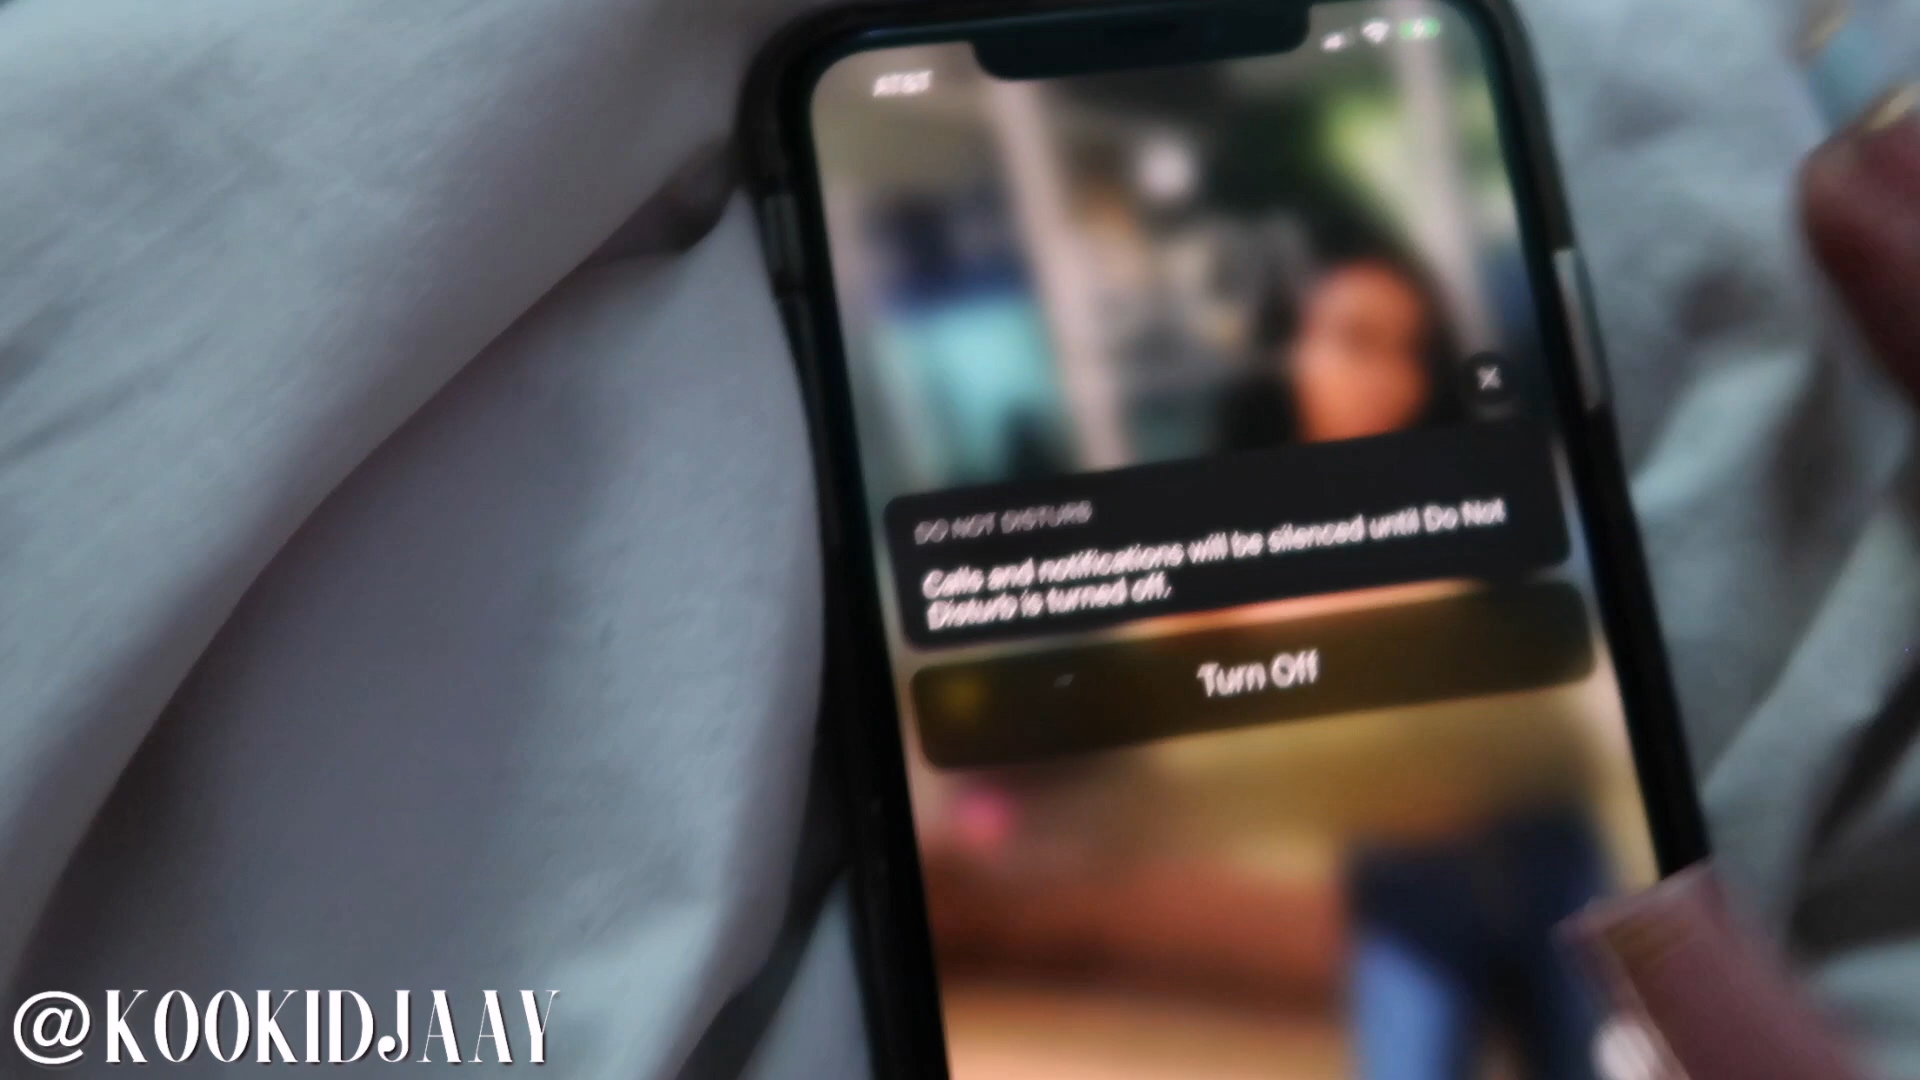 AT&T
DO NOT DISTURB
Calls and notifications will be silenced until Do Not
Disturb is turned off.
Turn Off
@KOOKIDJAAY